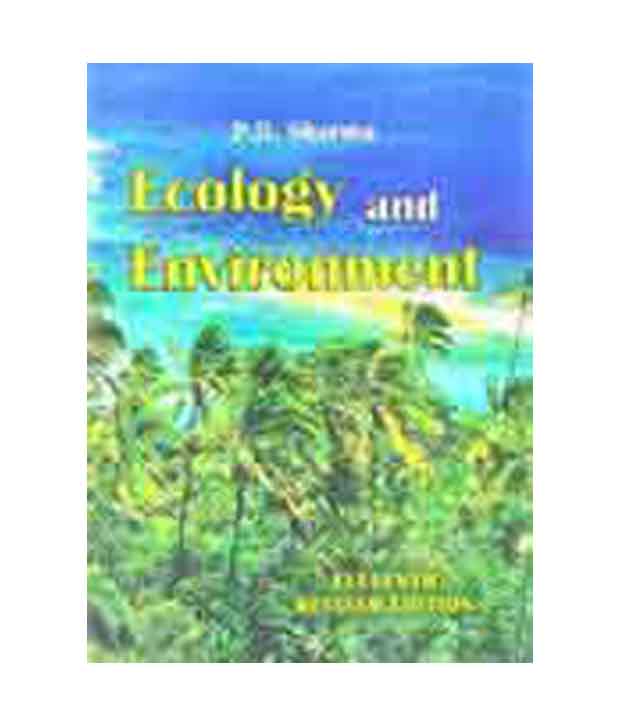 P.D. Sharma
Ecology and
Environment
ELEVENTH
REVISED EDITION